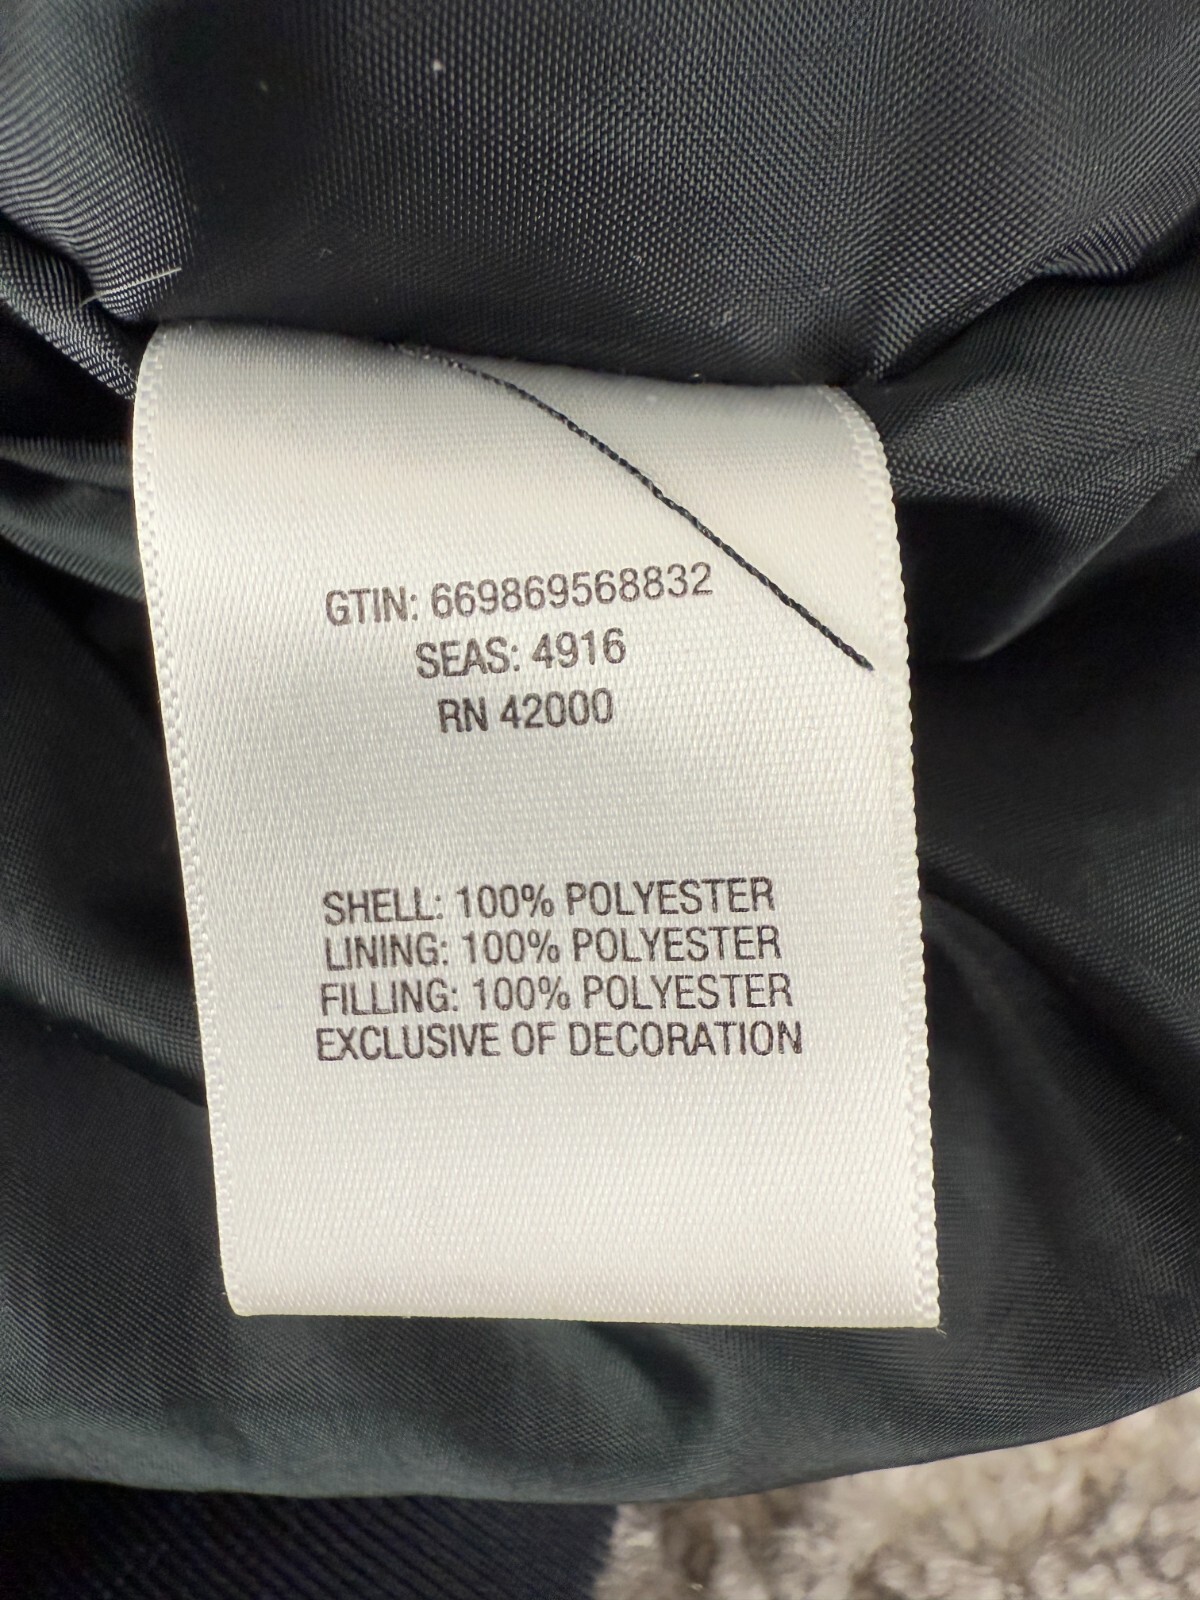 GTIN: 669869568832
SEAS: 4916
RN 42000
SHELL: 100% POLYESTER
LINING: 100% POLYESTER
FILLING: 100% POLYESTER
EXCLUSIVE OF DECORATION